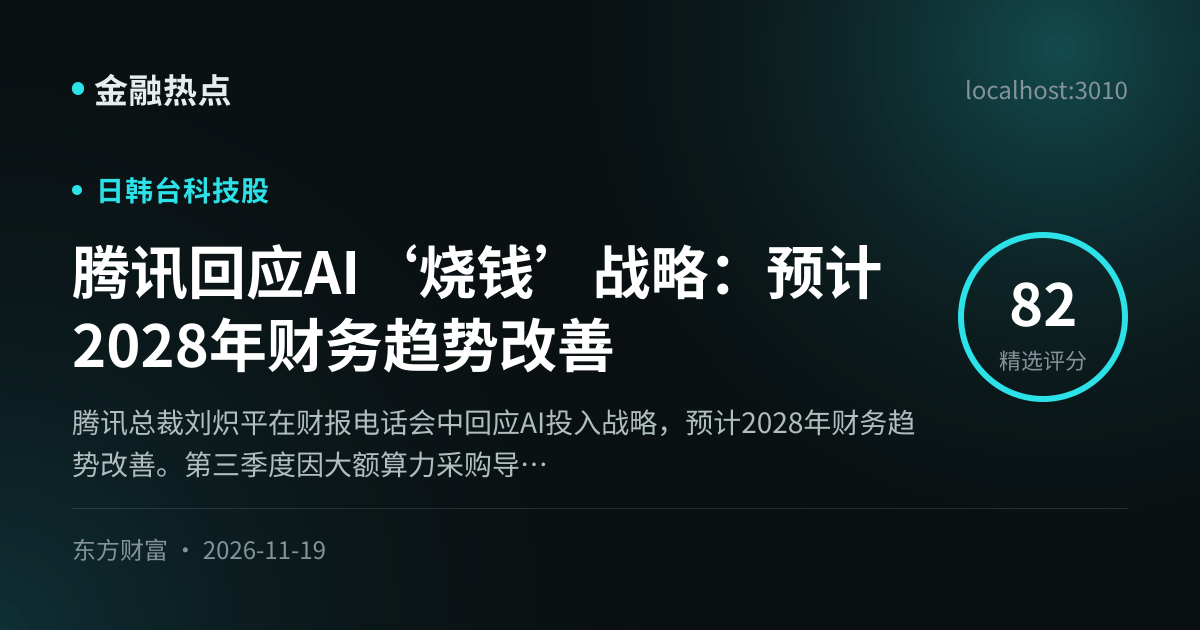 金融热点
localhost:3010
日韩台科技股
腾讯回应AI‘烧钱’战略：预计
2028年财务趋势改善
82
精选评分
腾讯总裁刘炽平在财报电话会中回应AI投入战略，预计2028年财务趋
势改善。第三季度因大额算力采购导…
东方财富 · 2026-11-19